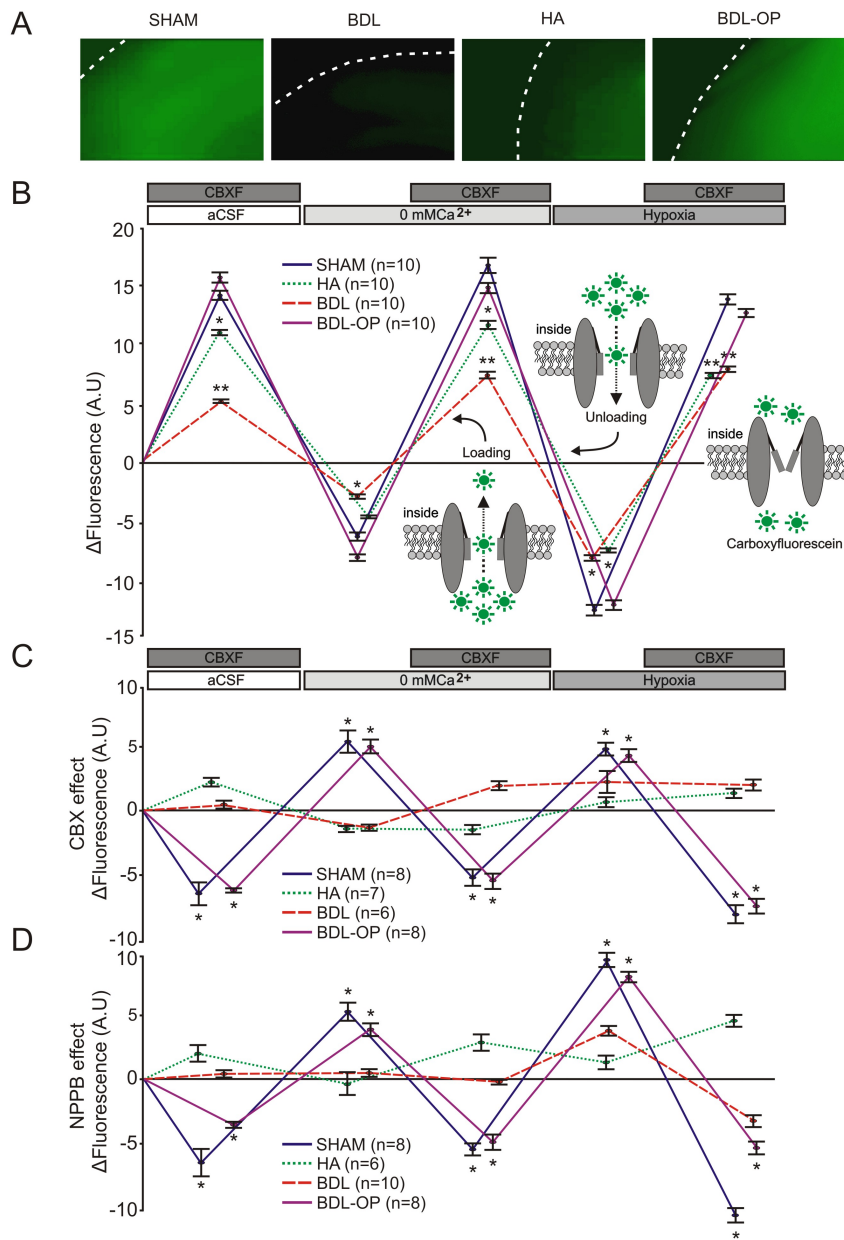 A
SHAM BDL HA BDL-OP
B
CBXF CBXF CBXF
aCSF 0 mMCa2+ Hypoxia
20
15
10
5
0
-5
-10
-15
ΔFluorescence (A.U)
SHAM (n=10)
HA (n=10)
BDL (n=10)
BDL-OP (n=10)
* ** * ** * * * ** **
inside
Unloading
Loading
inside
inside
Carboxyfluorescein
C
CBXF CBXF CBXF
aCSF 0 mMCa2+ Hypoxia
10
5
0
-5
-10
CBX effect
ΔFluorescence (A.U)
* * * *
* * * * * *
SHAM (n=8)
HA (n=7)
BDL (n=6)
BDL-OP (n=8)
D
10
5
0
-5
-10
NPPB effect
ΔFluorescence (A.U)
* * * *
* * * * * *
SHAM (n=8)
HA (n=6)
BDL (n=10)
BDL-OP (n=8)